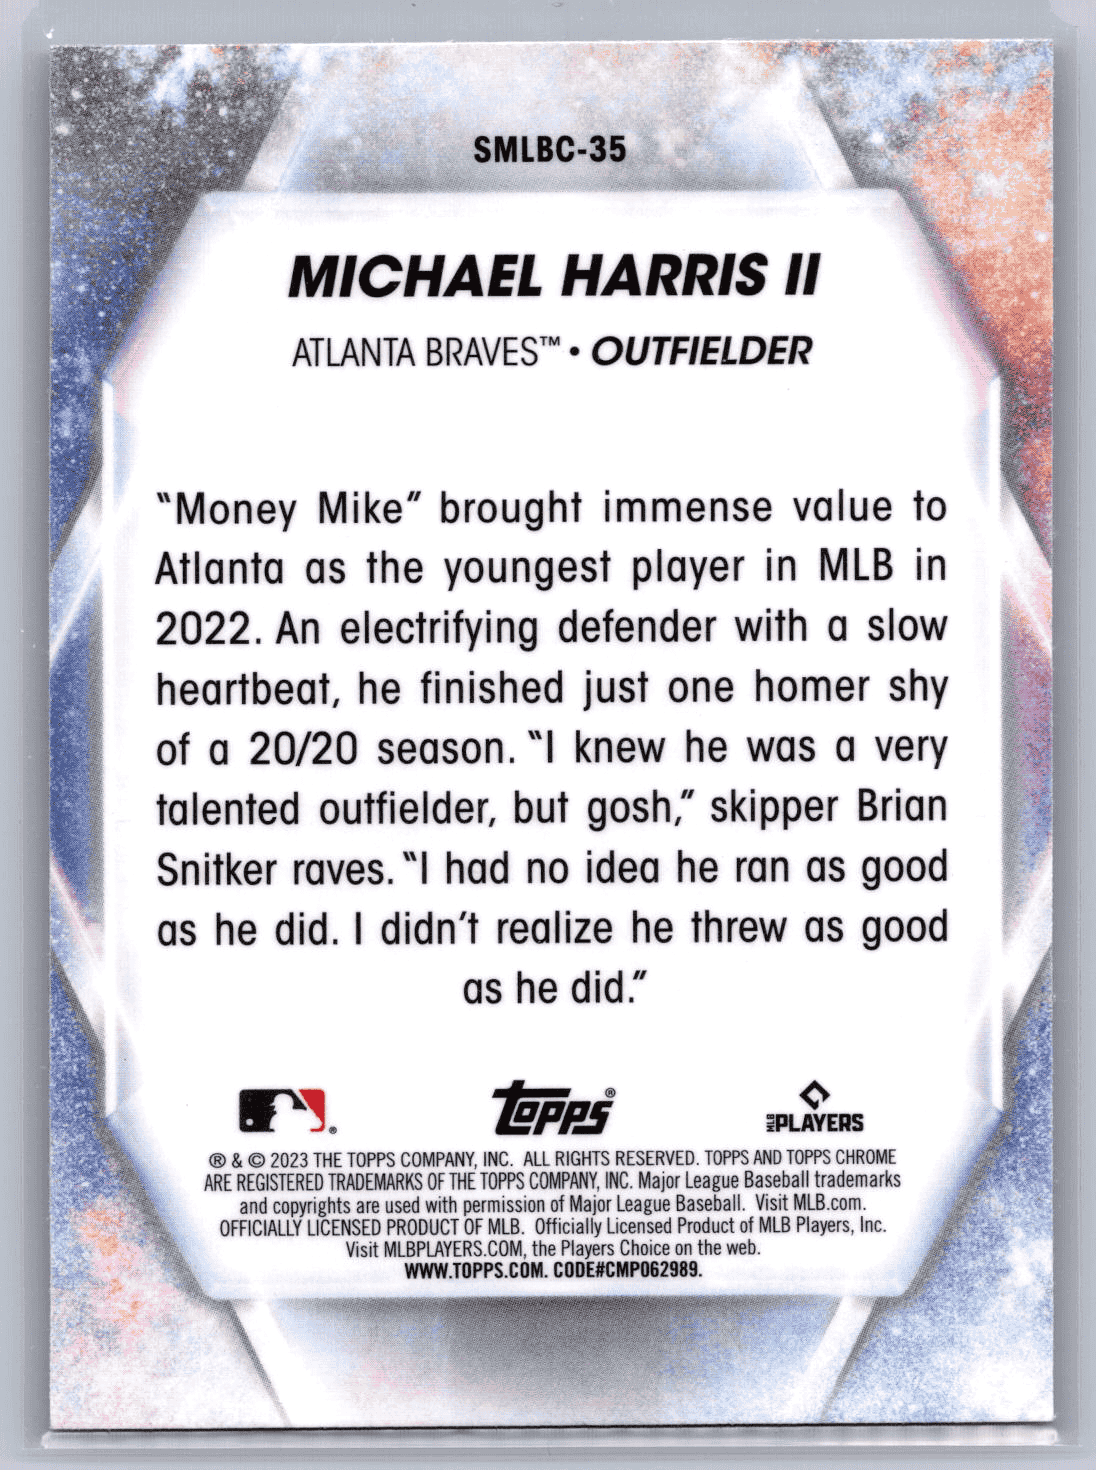 SMLBC-35
MICHAEL HARRIS II
ATLANTA BRAVES™ • OUTFIELDER
“Money Mike” brought immense value to
Atlanta as the youngest player in MLB in
2022. An electrifying defender with a slow
heartbeat, he finished just one homer shy
of a 20/20 season. “I knew he was a very
talented outfielder, but gosh,” skipper Brian
Snitker raves. “I had no idea he ran as good
as he did. I didn’t realize he threw as good
as he did.”
® topps® MLB PLAYERS
® & © 2023 THE TOPPS COMPANY, INC. ALL RIGHTS RESERVED. TOPPS AND TOPPS CHROME
ARE REGISTERED TRADEMARKS OF THE TOPPS COMPANY, INC. Major League Baseball trademarks
and copyrights are used with permission of Major League Baseball. Visit MLB.com.
OFFICIALLY LICENSED PRODUCT OF MLB. Officially Licensed Product of MLB Players, Inc.
Visit MLBPLAYERS.COM, the Players Choice on the web.
WWW.TOPPS.COM. CODE#CMP062989.